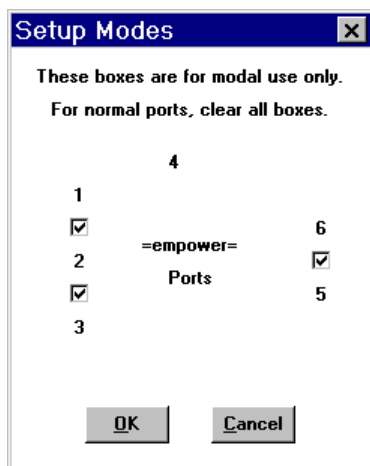 Setup Modes
These boxes are for modal use only.
For normal ports, clear all boxes.
4
1
6
=empower=
2
Ports
5
3
OK
Cancel